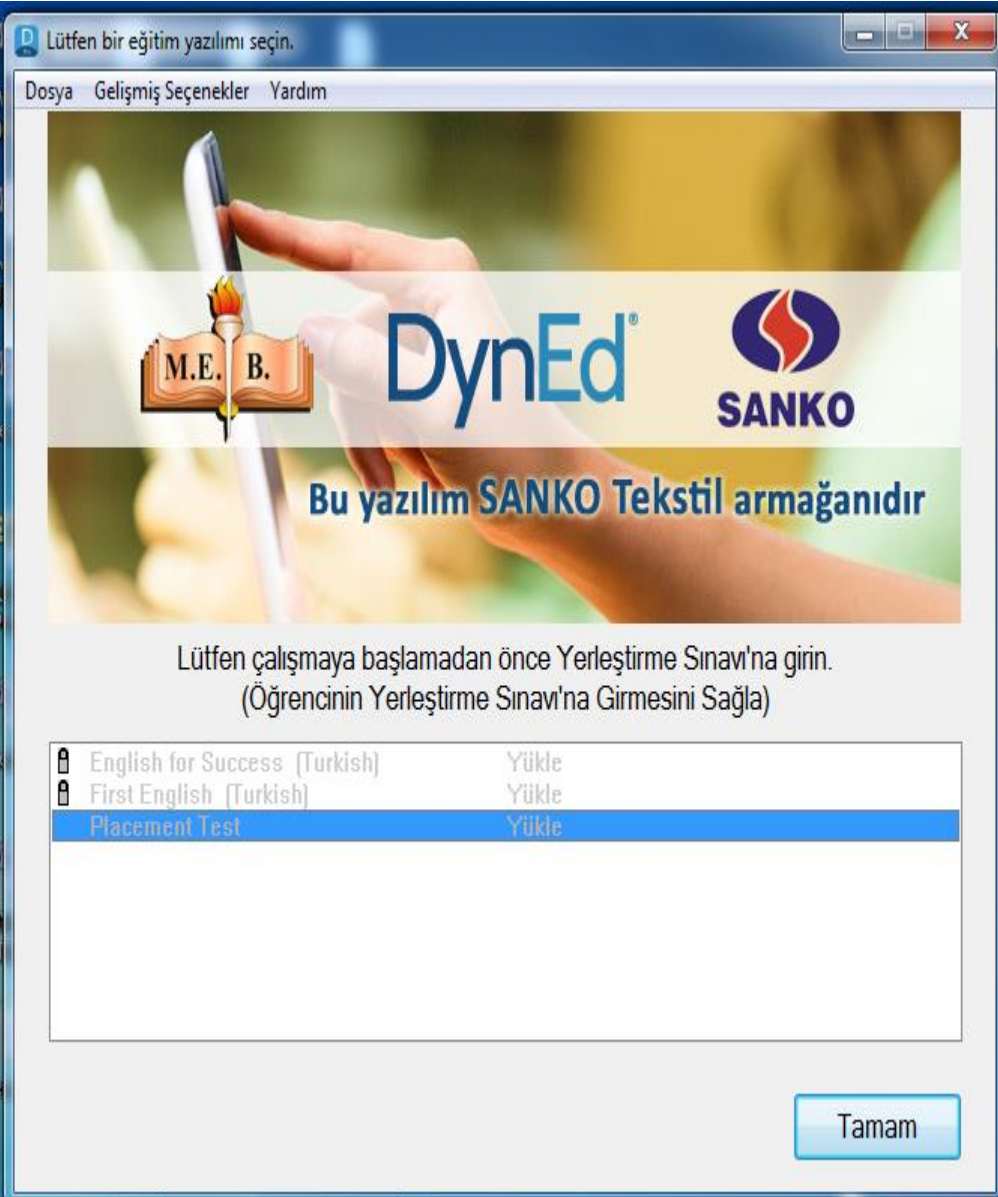 Lütfen bir eğitim yazılımı seçin.
Dosya Gelişmiş Seçenekler Yardım
M.E. B.
DynEd®
SANKO
Bu yazılım SANKO Tekstil armağanıdır
Lütfen çalışmaya başlamadan önce Yerleştirme Sınavı'na girin.
(Öğrencinin Yerleştirme Sınavı'na Girmesini Sağla)
English for Success (Turkish) Yükle
First English (Turkish) Yükle
Placement Test Yükle
Tamam